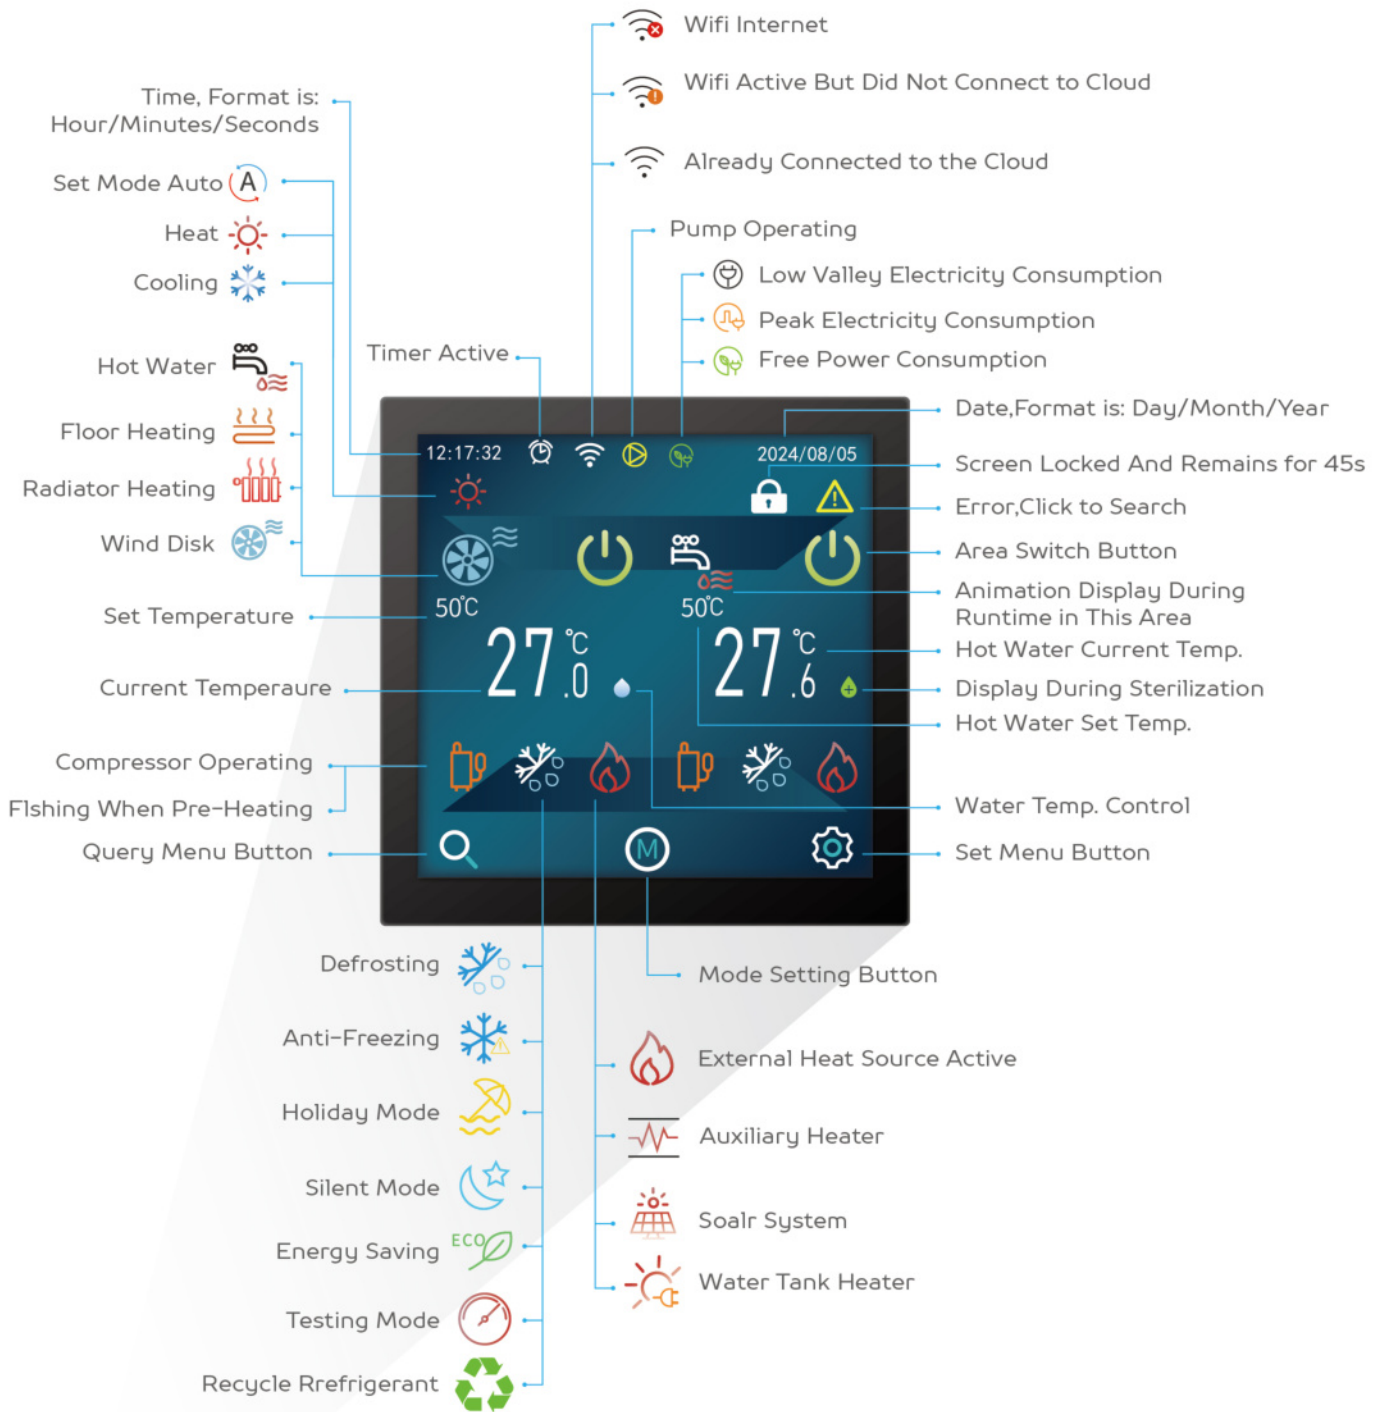 Wifi Internet
Wifi Active But Did Not Connect to Cloud
Already Connected to the Cloud
Time, Format is:
Hour/Minutes/Seconds
Set Mode Auto
A
Heat
Cooling
Hot Water
Floor Heating
Radiator Heating
Wind Disk
Set Temperature
Current Temperaure
Compressor Operating
Flshing When Pre-Heating
Query Menu Button
Timer Active
Pump Operating
Low Valley Electricity Consumption
Peak Electricity Consumption
Free Power Consumption
Date,Format is: Day/Month/Year
Screen Locked And Remains for 45s
Error,Click to Search
Area Switch Button
Animation Display During
Runtime in This Area
Hot Water Current Temp.
Display During Sterilization
Hot Water Set Temp.
Water Temp. Control
Set Menu Button
12:17:32
2024/08/05
50℃
50℃
27.0℃
27.6℃
M
Defrosting
Anti-Freezing
Holiday Mode
Silent Mode
Energy Saving
ECO
Testing Mode
Recycle Rrefrigerant
Mode Setting Button
External Heat Source Active
Auxiliary Heater
Soalr System
Water Tank Heater